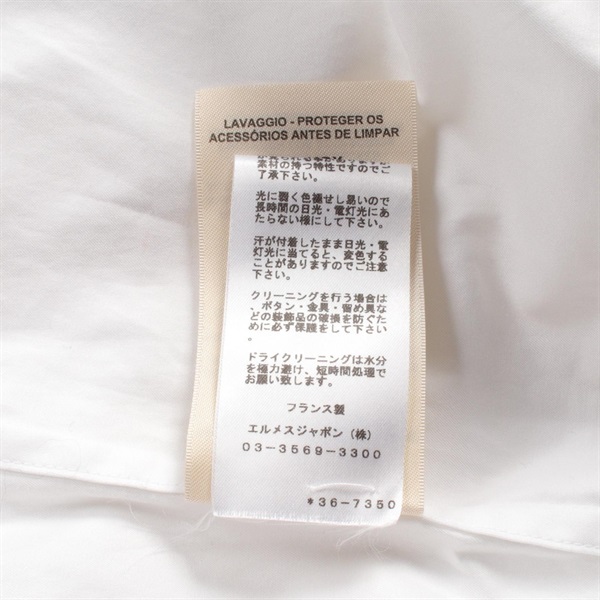 LAVAGGIO - PROTEGER OS
ACESSÓRIOS ANTES DE LIMPAR
素材の持つ特性ですのでご
了承下さい。
光に弱く色褪せし易いので
長時間の日光・電灯光にあ
たらない様にして下さい。
汗が付着したまま日光・電
灯光に当てると、変色する
ことがありますのでご注意
下さい。
クリーニングを行う場合は
、ボタン・金具・留め具な
どの装飾品の破損を防ぐた
めに必ず保護をして下さい
。
ドライクリーニングは水分
を極力避け、短時間処理で
お願い致します。
フランス製
エルメスジャポン（株）
03-3569-3300
*36-7350